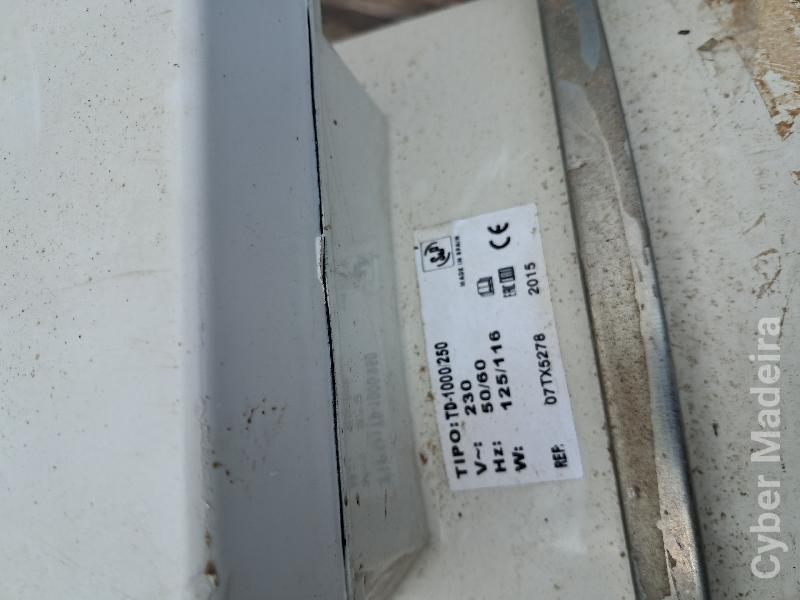 S&P
MADE IN SPAIN
CE
TIPO: TD-1000/250
V~: 230
Hz: 50/60
W: 125/116
EAC
REF: 07TX5278 2015
Cyber Madeira